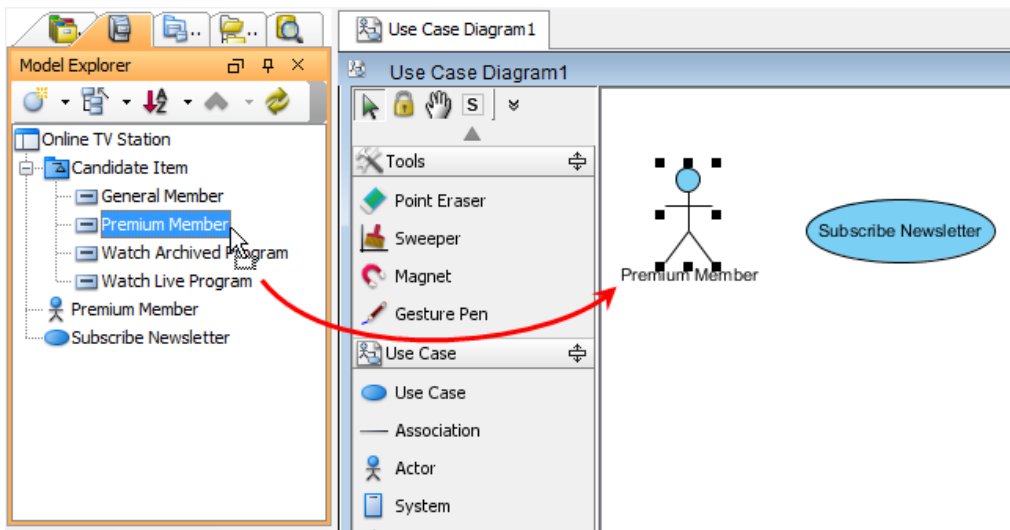 Model Explorer
Online TV Station
Candidate Item
General Member
Premium Member
Watch Archived Program
Watch Live Program
Premium Member
Subscribe Newsletter
Use Case Diagram1
Use Case Diagram1
S
Tools
Point Eraser
Sweeper
Magnet
Gesture Pen
Use Case
Use Case
Association
Actor
System
Premium Member
Subscribe Newsletter